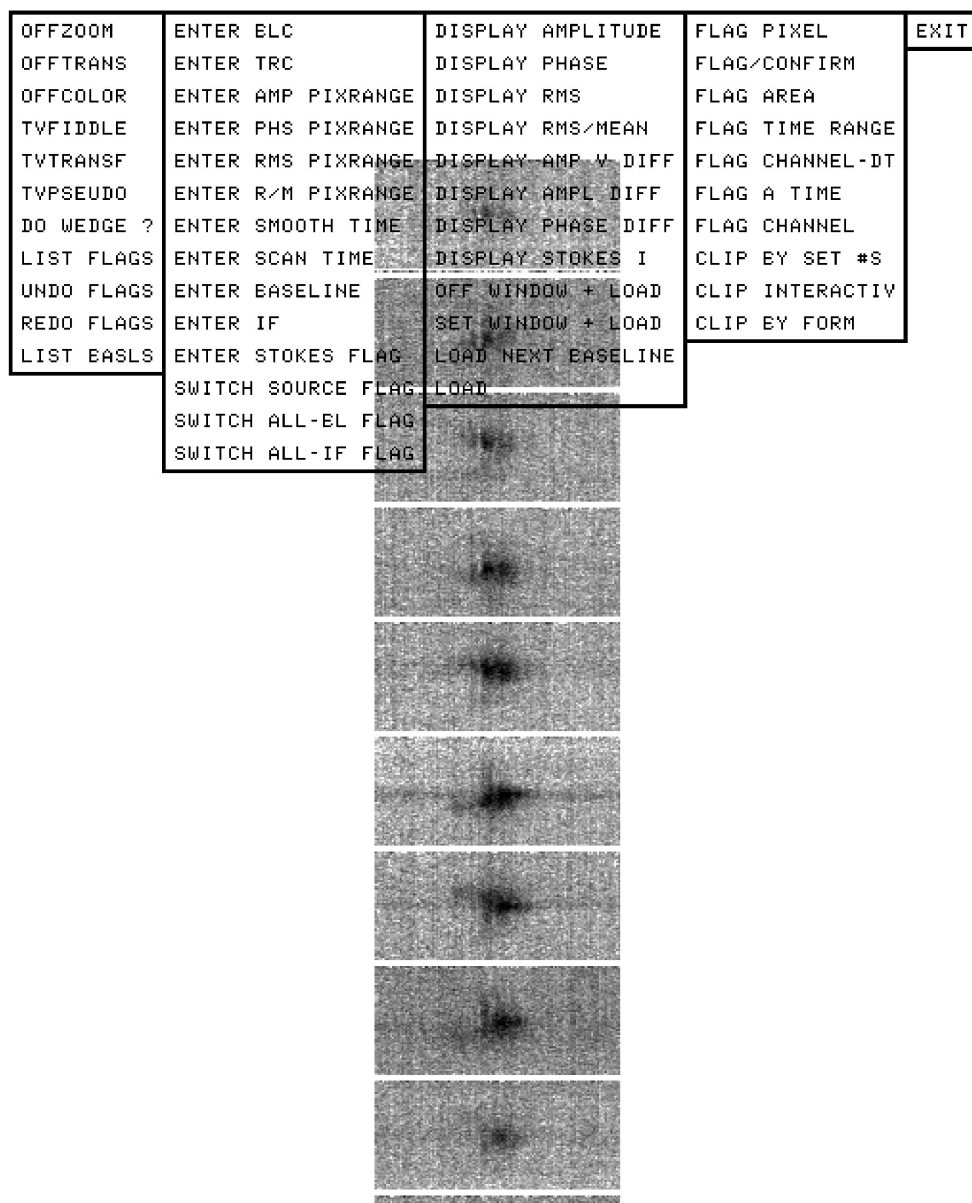 OFFZOOM
OFFTRANS
OFFCOLOR
TVFIDDLE
TVTRANSF
TVPSEUDO
DO WEDGE ?
LIST FLAGS
UNDO FLAGS
REDO FLAGS
LIST BASLS
ENTER BLC
ENTER TRC
ENTER AMP PIXRANGE
ENTER PHS PIXRANGE
ENTER RMS PIXRANGE
ENTER R/M PIXRANGE
ENTER SMOOTH TIME
ENTER SCAN TIME
ENTER BASELINE
ENTER IF
ENTER STOKES FLAG
SWITCH SOURCE FLAG
SWITCH ALL-BL FLAG
SWITCH ALL-IF FLAG
DISPLAY AMPLITUDE
DISPLAY PHASE
DISPLAY RMS
DISPLAY RMS/MEAN
DISPLAY AMP V DIFF
DISPLAY AMPL DIFF
DISPLAY PHASE DIFF
DISPLAY STOKES I
OFF WINDOW + LOAD
SET WINDOW + LOAD
LOAD NEXT BASELINE
LOAD
FLAG PIXEL
FLAG/CONFIRM
FLAG AREA
FLAG TIME RANGE
FLAG CHANNEL-DT
FLAG A TIME
FLAG CHANNEL
CLIP BY SET #S
CLIP INTERACTIV
CLIP BY FORM
EXIT